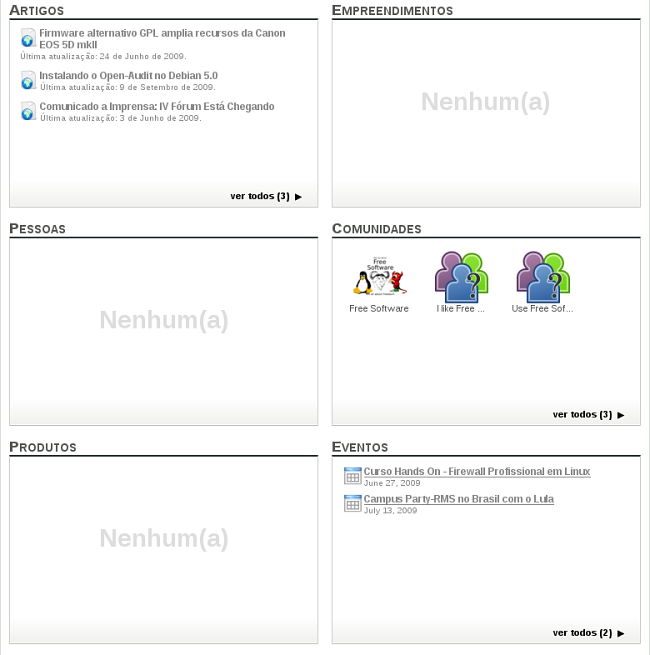 Artigos
Firmware alternativo GPL amplia recursos da Canon
EOS 5D mkII
Última atualização: 24 de Junho de 2009.
Instalando o Open-Audit no Debian 5.0
Última atualização: 9 de Setembro de 2009.
Comunicado a Imprensa: IV Fórum Está Chegando
Última atualização: 3 de Junho de 2009.
ver todos (3) ▶
Empreendimentos
Nenhum(a)
Pessoas
Nenhum(a)
Comunidades
Free
Software
Free Software
I like Free ...
Use Free Sof...
ver todos (3) ▶
Produtos
Nenhum(a)
Eventos
Curso Hands On - Firewall Profissional em Linux
June 27, 2009
Campus Party-RMS no Brasil com o Lula
July 13, 2009
ver todos (2) ▶